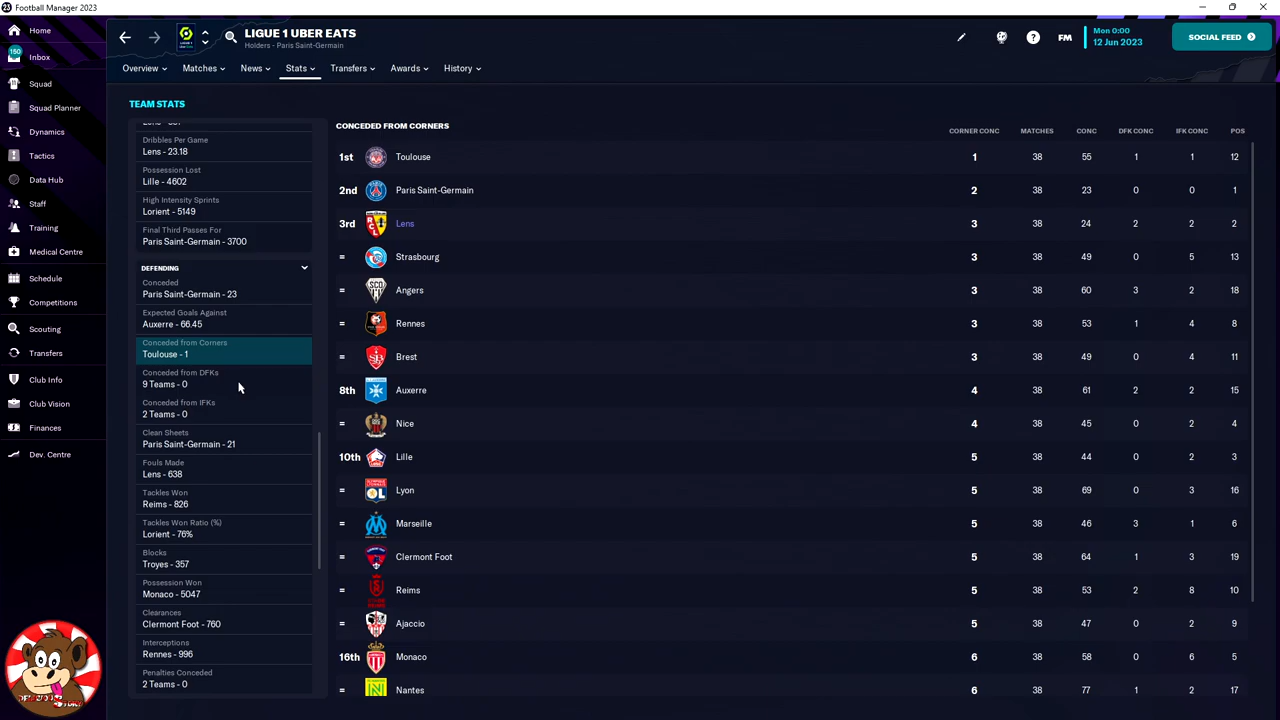 Football Manager 2023
Home
150
Inbox
Squad
Squad Planner
Dynamics
Tactics
Data Hub
Staff
Training
Medical Centre
Schedule
Competitions
Scouting
Transfers
Club Info
Club Vision
Finances
Dev. Centre
LIGUE 1 UBER EATS
Holders - Paris Saint-Germain
FM
Mon 0:00
12 Jun 2023
SOCIAL FEED
Overview Matches News Stats Transfers Awards History
TEAM STATS
Dribbles Per Game
Lens - 23.18
Possession Lost
Lille - 4602
High Intensity Sprints
Lorient - 5149
Final Third Passes For
Paris Saint-Germain - 3700
DEFENDING
Conceded
Paris Saint-Germain - 23
Expected Goals Against
Auxerre - 66.45
Conceded from Corners
Toulouse - 1
Conceded from DFKs
9 Teams - 0
Conceded from IFKs
2 Teams - 0
Clean Sheets
Paris Saint-Germain - 21
Fouls Made
Lens - 638
Tackles Won
Reims - 826
Tackles Won Ratio (%)
Lorient - 76%
Blocks
Troyes - 357
Possession Won
Monaco - 5047
Clearances
Clermont Foot - 760
Interceptions
Rennes - 996
Penalties Conceded
2 Teams - 0
CONCEDED FROM CORNERS CORNER CONC MATCHES CONC DFK CONC IFK CONC POS
1st Toulouse 1 38 55 1 1 12
2nd Paris Saint-Germain 2 38 23 0 0 1
3rd Lens 3 38 24 2 2 2
= Strasbourg 3 38 49 0 5 13
= Angers 3 38 60 3 2 18
= Rennes 3 38 53 1 4 8
= Brest 3 38 49 0 4 11
8th Auxerre 4 38 61 2 2 15
= Nice 4 38 45 0 2 4
10th Lille 5 38 44 0 2 3
= Lyon 5 38 69 0 3 16
= Marseille 5 38 46 3 1 6
= Clermont Foot 5 38 64 1 3 19
= Reims 5 38 53 2 8 10
= Ajaccio 5 38 47 0 2 9
16th Monaco 6 38 58 0 6 5
= Nantes 6 38 77 1 2 17